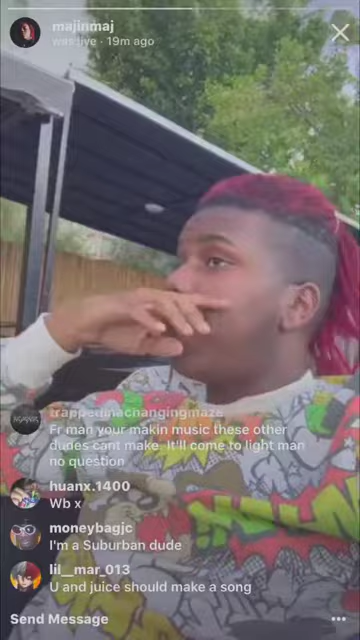 majinmaj
was live · 19m ago
trappedinachangingmaze
Fr man your makin music these other
dudes cant make. It'll come to light man
no question
huanx.1400
Wb x
moneybagjc
I'm a Suburban dude
lil__mar_013
U and juice should make a song
Send Message